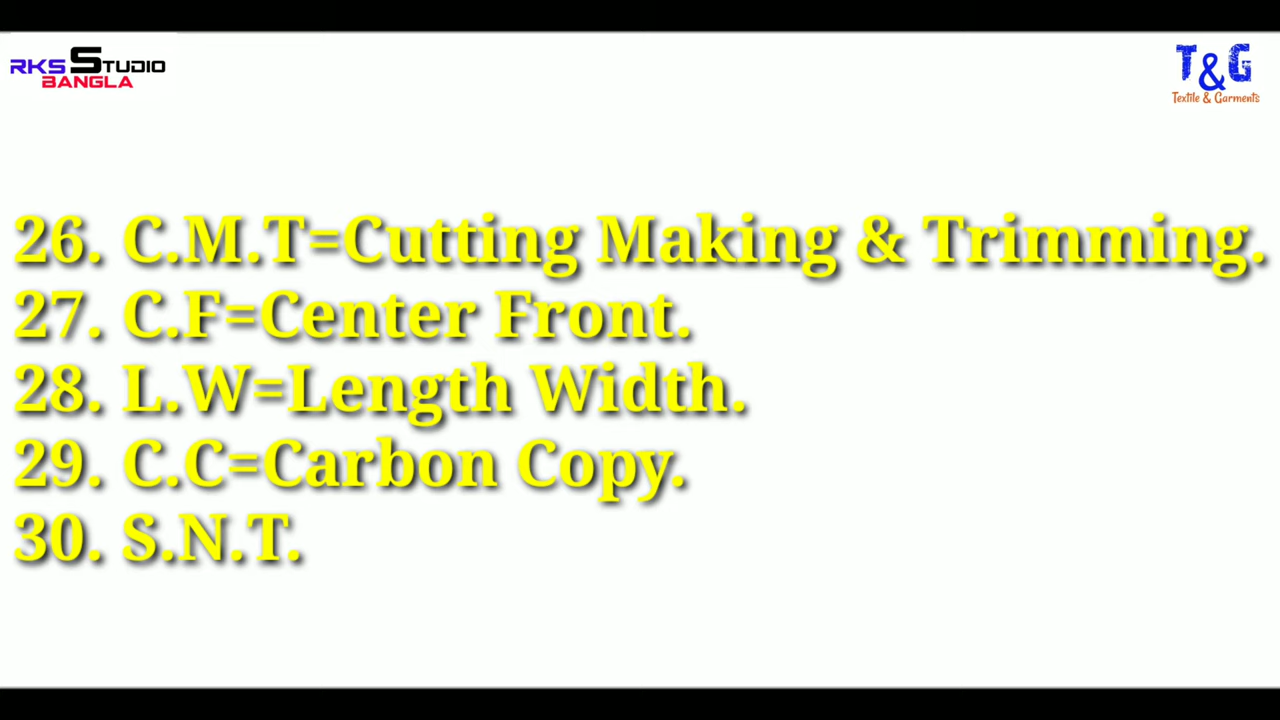 RKS STUDIO
BANGLA
T&G
Textile & Garments
26. C.M.T=Cutting Making & Trimming.
27. C.F=Center Front.
28. L.W=Length Width.
29. C.C=Carbon Copy.
30. S.N.T.